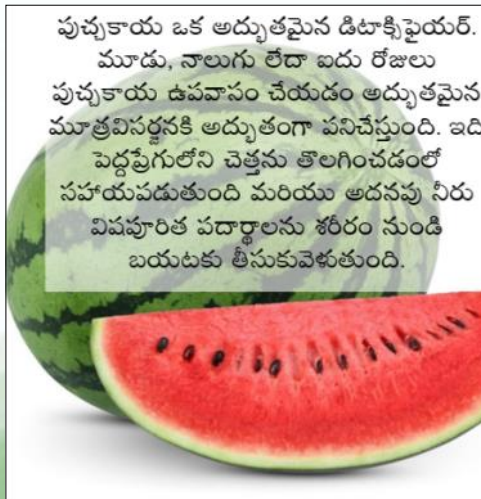 పుచ్చకాయ ఒక అద్భుతమైన డిటాక్సిఫైయర్.
మూడు, నాలుగు లేదా ఐదు రోజులు
పుచ్చకాయ ఉపవాసం చేయడం అద్భుతమైన
మూత్రవిసర్జనకి అద్భుతంగా పనిచేస్తుంది. ఇది
పెద్దప్రేగులోని చెత్తను తొలగించడంలో
సహాయపడుతుంది మరియు అదనపు నీరు
విషపూరిత పదార్థాలను శరీరం నుండి
బయటకు తీసుకువెళుతుంది.